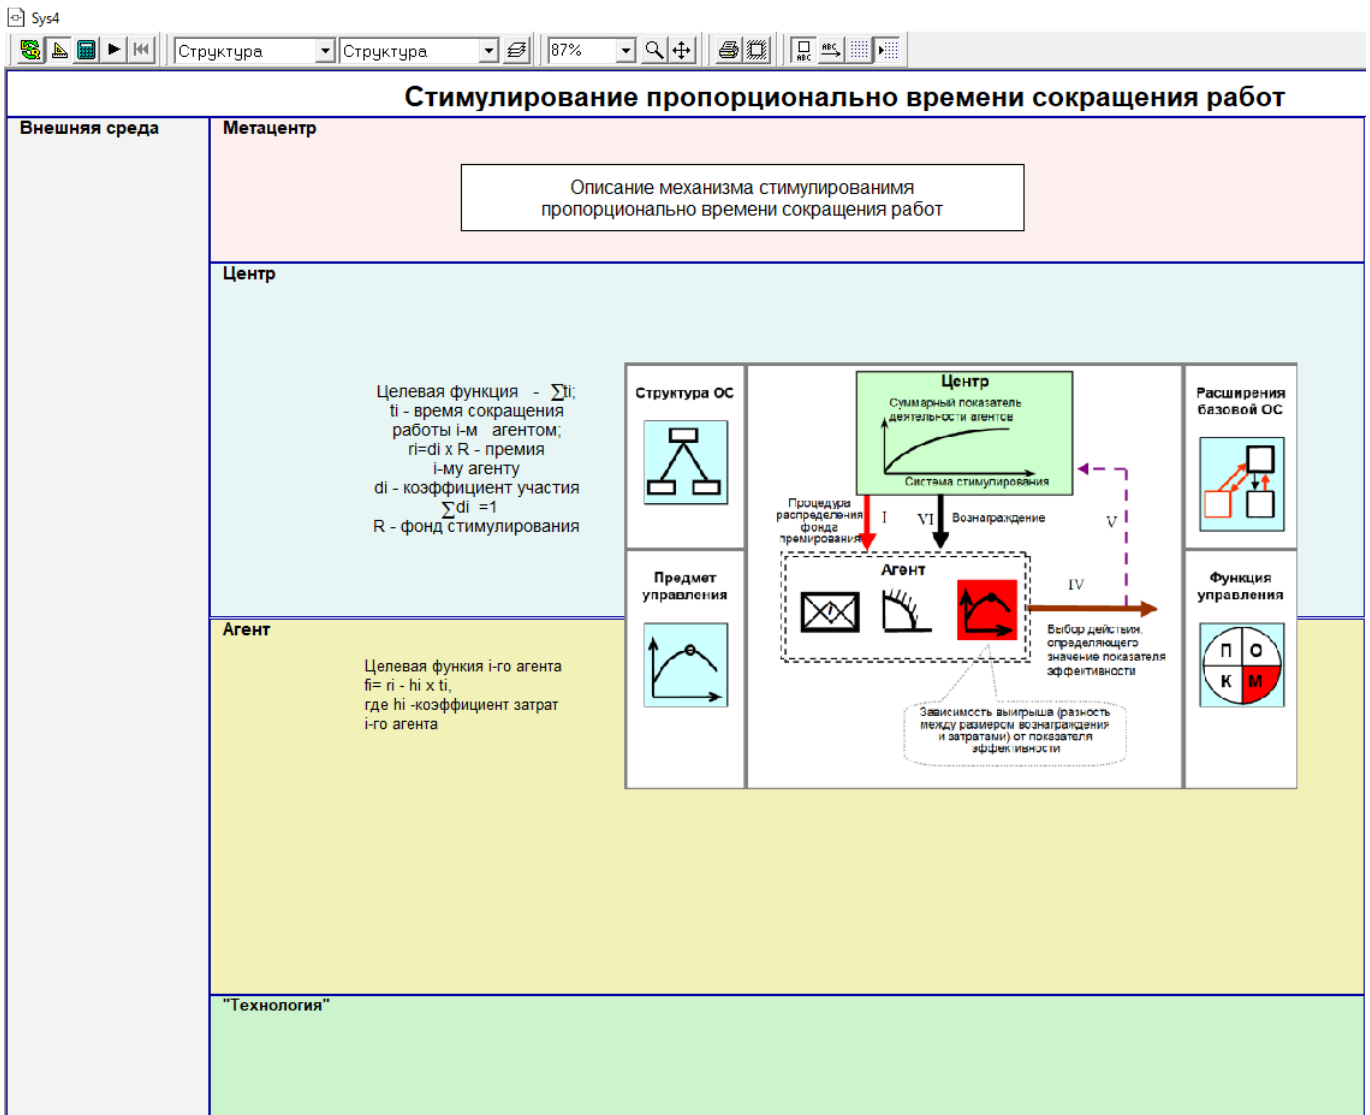 Sys4
Структура
Структура
87%
ABC
ABC
Стимулирование пропорционально времени сокращения работ
Внешняя среда
Метацентр
Описание механизма стимулированимя
пропорционально времени сокращения работ
Центр
Целевая функция - ∑ti;
ti - время сокращения
работы i-м агентом;
ri=di x R - премия
i-му агенту
di - коэффициент участия
∑di =1
R - фонд стимулирования
Структура ОС
Предмет
управления
Центр
Суммарный показатель
деятельности агентов
Система стимулирования
Процедура
распределения
фонда
премирования
I
VI
Вознаграждение
V
Агент
IV
Выбор действия,
определяющего
значение показателя
эффективности
Зависимость выигрыша (разность
между размером вознаграждения
и затратами) от показателя
эффективности
Расширения
базовой ОС
Функция
управления
П О
К М
Агент
Целевая функия i-го агента
fi= ri - hi x ti,
где hi -коэффициент затрат
i-го агента
"Технология"